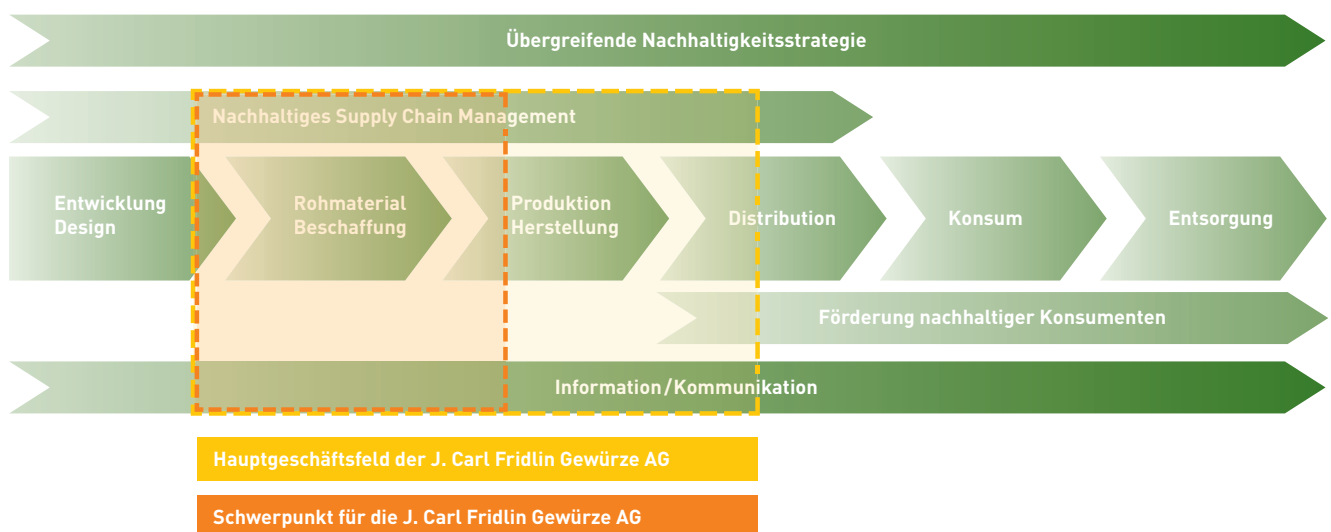 Übergreifende Nachhaltigkeitsstrategie
Nachhaltiges Supply Chain Management
Entwicklung
Design
Rohmaterial
Beschaffung
Produktion
Herstellung
Distribution
Konsum
Entsorgung
Förderung nachhaltiger Konsumenten
Information/Kommunikation
Hauptgeschäftsfeld der J. Carl Fridlin Gewürze AG
Schwerpunkt für die J. Carl Fridlin Gewürze AG